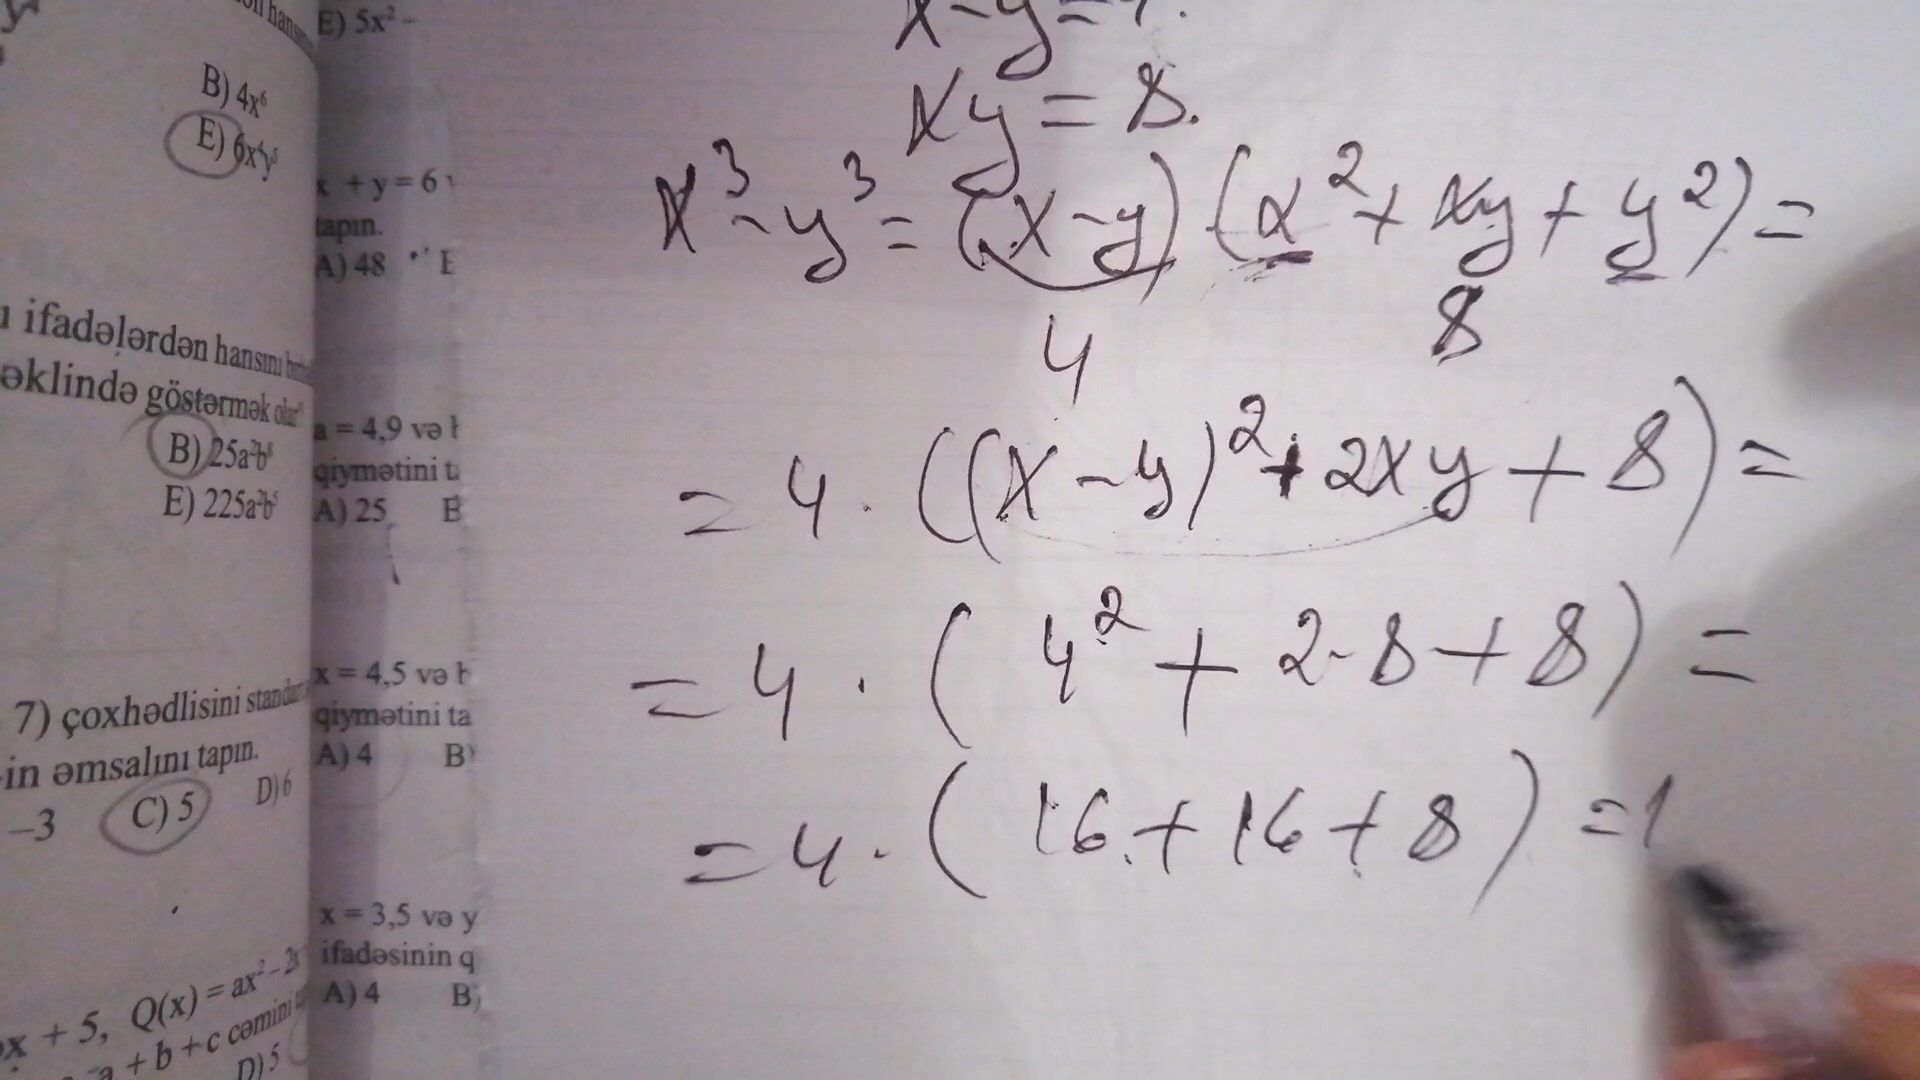 E) 5x² –
B) 4x⁶
E) 6x⁴y⁵
ifadələrdən hansını
əklində göstərmək olar
B) 25a²b⁸
E) 225a²b⁵
7) çoxhədlisini
-in əmsalını tapın.
–3 C) 5 D) 6
x + 5, Q(x) = ax² – 2x
a + b + c cəmini
D) 5
x + y = 6
tapın.
A) 48
a = 4,9 və
qiymətini
A) 25
x = 4,5 və
qiymətini ta
A) 4 B)
x = 3,5 və y
ifadəsinin q
A) 4 B)
x – y = 4.
xy = 8.
x³ – y³ = (x – y) (x² + xy + y²) =
4 8
= 4 · ((x – y)² + 2xy + 8) =
= 4 · ( 4² + 2·8 + 8) =
= 4 · ( 16 + 16 + 8 ) = 1